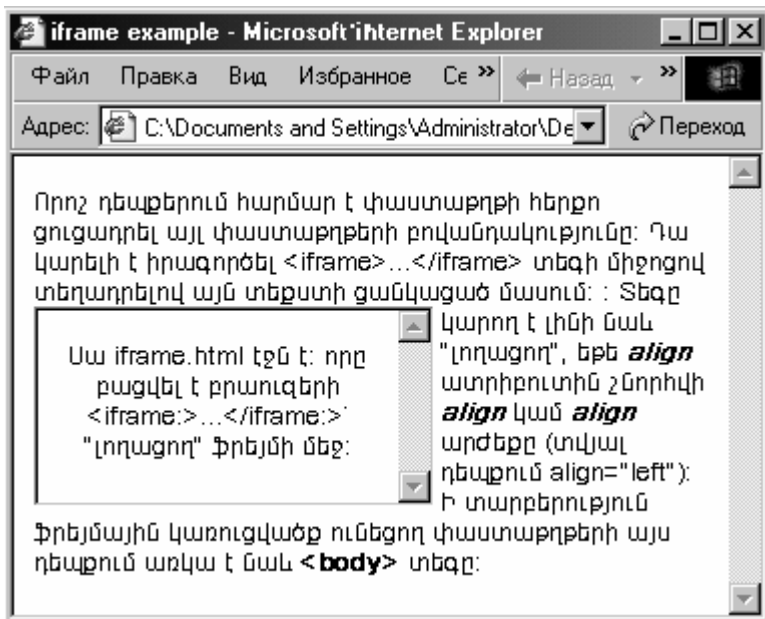 iframe example - Microsoft Internet Explorer
Файл Правка Вид Избранное Се » Назад »
Адрес: C:\Documents and Settings\Administrator\De Переход
Որոշ դեպքերում հարմար է փաստաթղթի հերթո
ցուցադրել այլ փաստաթղթերի բովանդակությունը: Դա
կարելի է իրագործել <iframe>...</iframe> տեգի միջոցով
տեղադրելով այն տեքստի ցանկացած մասում: : Տեգը
կարող է լինի նաև
"լողացող", եթե align
ատրիբուտին շնորհվի
align կամ align
արժեքը (տվյալ
դեպքում align="left"):
Ի տարբերություն
Սա iframe.html էջն է: որը
բացվել է բրաուզերի
<iframe:>...</iframe:>՝
"լողացող" ֆրեյմի մեջ:
ֆրեյմային կառուցվածք ունեցող փաստաթղթերի այս
դեպքում առկա է նաև <body> տեգը: